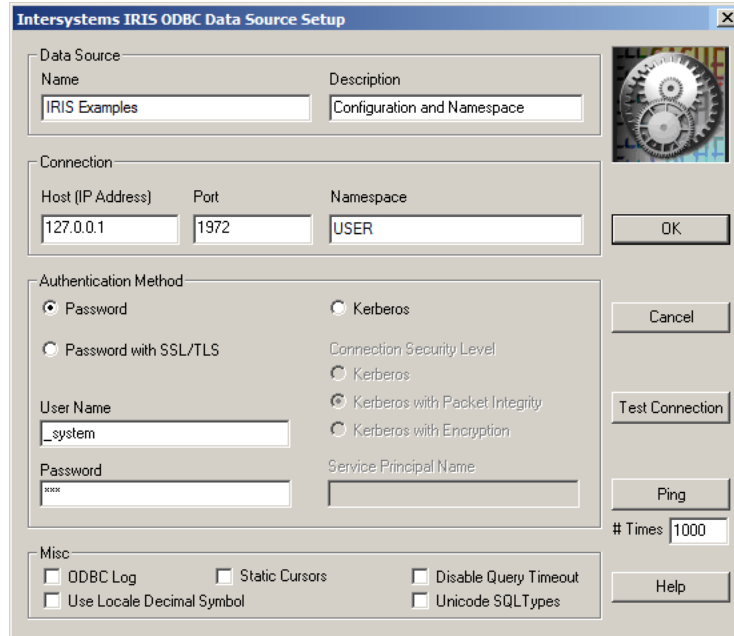 Intersystems IRIS ODBC Data Source Setup
Data Source
Name Description
IRIS Examples Configuration and Namespace
Connection
Host (IP Address) Port Namespace
127.0.0.1 1972 USER
OK
Authentication Method
Password Kerberos
Cancel
Password with SSL/TLS Connection Security Level
Kerberos
User Name Kerberos with Packet Integrity Test Connection
_system Kerberos with Encryption
Password Service Principal Name
***
Ping
# Times 1000
Misc
ODBC Log Static Cursors Disable Query Timeout
Use Locale Decimal Symbol Unicode SQLTypes
Help